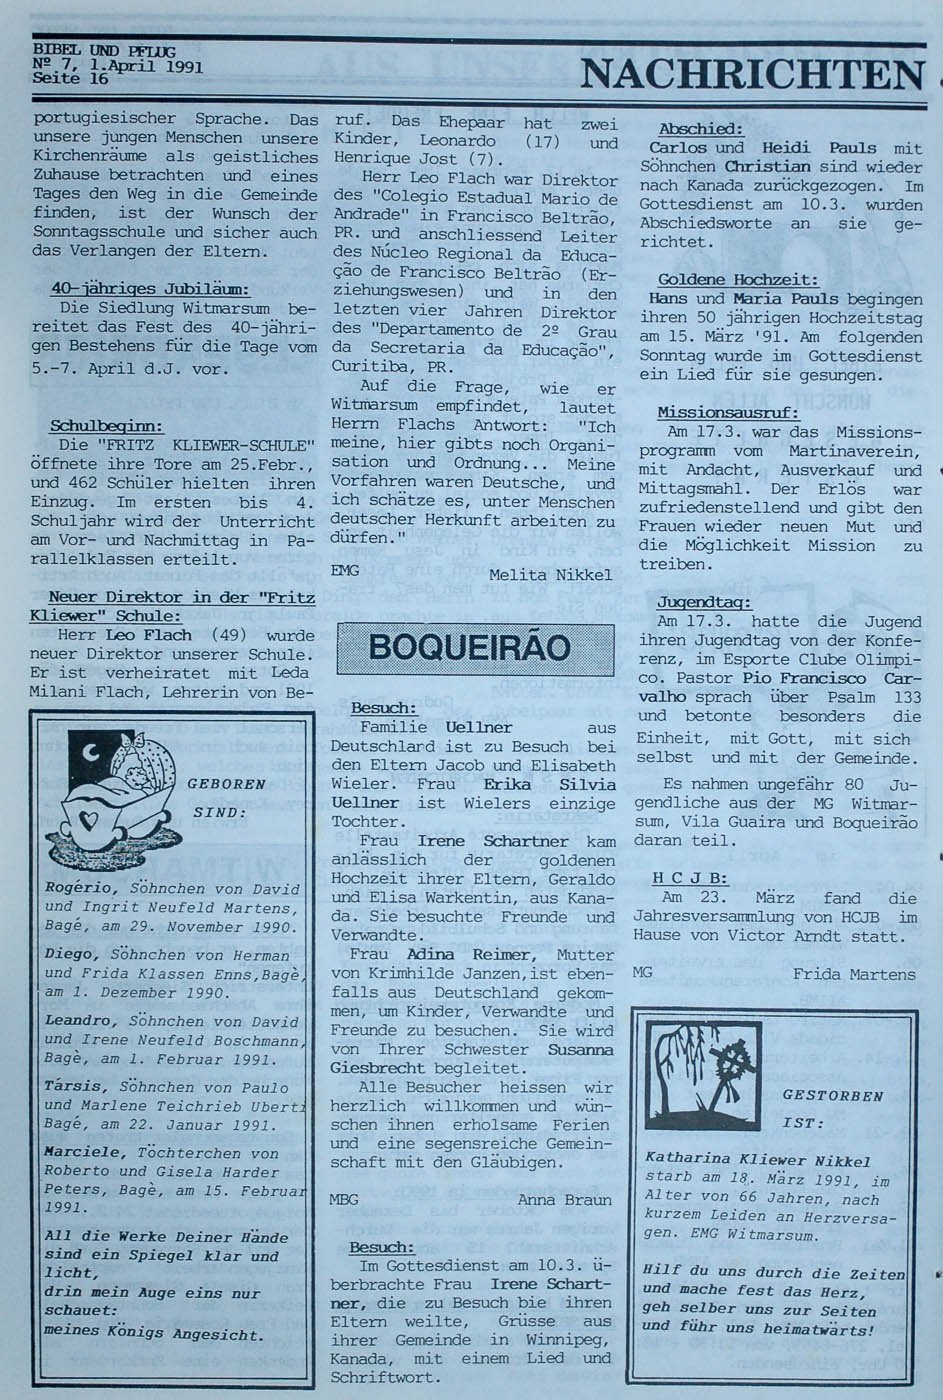 BIBEL UND PFLUG
Nº 7, 1.April 1991
Seite 16
NACHRICHTEN
portugiesischer Sprache. Das
unsere jungen Menschen unsere
Kirchenräume als geistliches
Zuhause betrachten und eines
Tages den Weg in die Gemeinde
finden, ist der Wunsch der
Sonntagsschule und sicher auch
das Verlangen der Eltern.
40-jähriges Jubiläum:
Die Siedlung Witmarsum be-
reitet das Fest des 40-jähri-
gen Bestehens für die Tage vom
5.-7. April d.J. vor.
Schulbeginn:
Die "FRITZ KLIEWER-SCHULE"
öffnete ihre Tore am 25.Febr.,
und 462 Schüler hielten ihren
Einzug. Im ersten bis 4.
Schuljahr wird der Unterricht
am Vor- und Nachmittag in Pa-
rallelklassen erteilt.
Neuer Direktor in der "Fritz
Kliewer" Schule:
Herr Leo Flach (49) wurde
neuer Direktor unserer Schule.
Er ist verheiratet mit Leda
Milani Flach, Lehrerin von Be-
GEBOREN
SIND:
Rogério, Söhnchen von David
und Ingrit Neufeld Martens,
Bagé, am 29. November 1990.
Diego, Söhnchen von Herman
und Frida Klassen Enns, Bagè,
am 1. Dezember 1990.
Leandro, Söhnchen von David
und Irene Neufeld Boschmann,
Bagè, am 1. Februar 1991.
Társis, Söhnchen von Paulo
und Marlene Teichrieb Uberti
Bagé, am 22. Januar 1991.
Marciele, Töchterchen von
Roberto und Gisela Harder
Peters, Bagè, am 15. Februar
1991.
All die Werke Deiner Hände
sind ein Spiegel klar und
licht,
drin mein Auge eins nur
schauet:
meines Königs Angesicht.
ruf. Das Ehepaar hat zwei
Kinder, Leonardo (17) und
Henrique Jost (7).
Herr Leo Flach war Direktor
des "Colegio Estadual Mario de
Andrade" in Francisco Beltrão,
PR. und anschliessend Leiter
des Núcleo Regional da Educa-
ção de Francisco Beltrão (Er-
ziehungswesen) und in den
letzten vier Jahren Direktor
des "Departamento de 2º Grau
da Secretaria da Educação",
Curitiba, PR.
Auf die Frage, wie er
Witmarsum empfindet, lautet
Herrn Flachs Antwort: "Ich
meine, hier gibts noch Organi-
sation und Ordnung... Meine
Vorfahren waren Deutsche, und
ich schätze es, unter Menschen
deutscher Herkunft arbeiten zu
dürfen."
EMG Melita Nikkel
BOQUEIRÃO
Besuch:
Familie Uellner aus
Deutschland ist zu Besuch bei
den Eltern Jacob und Elisabeth
Wieler. Frau Erika Silvia
Uellner ist Wielers einzige
Tochter.
Frau Irene Schartner kam
anlässlich der goldenen
Hochzeit ihrer Eltern, Geraldo
und Elisa Warkentin, aus Kana-
da. Sie besuchte Freunde und
Verwandte.
Frau Adina Reimer, Mutter
von Krimhilde Janzen, ist eben-
falls aus Deutschland gekom-
men, um Kinder, Verwandte und
Freunde zu besuchen. Sie wird
von Ihrer Schwester Susanna
Giesbrecht begleitet.
Alle Besucher heissen wir
herzlich willkommen und wün-
schen ihnen erholsame Ferien
und eine segensreiche Gemein-
schaft mit den Gläubigen.
MBG Anna Braun
Besuch:
Im Gottesdienst am 10.3. ü-
berbrachte Frau Irene Schart-
ner, die zu Besuch bie ihren
Eltern weilte, Grüsse aus
ihrer Gemeinde in Winnipeg,
Kanada, mit einem Lied und
Schriftwort.
Abschied:
Carlos und Heidi Pauls mit
Söhnchen Christian sind wieder
nach Kanada zurückgezogen. Im
Gottesdienst am 10.3. wurden
Abschiedsworte an sie ge-
richtet.
Goldene Hochzeit:
Hans und Maria Pauls begingen
ihren 50 jährigen Hochzeitstag
am 15. März '91. Am folgenden
Sonntag wurde im Gottesdienst
ein Lied für sie gesungen.
Missionsausruf:
Am 17.3. war das Missions-
programm vom Martinaverein,
mit Andacht, Ausverkauf und
Mittagsmahl. Der Erlös war
zufriedenstellend und gibt den
Frauen wieder neuen Mut und
die Möglichkeit Mission zu
treiben.
Jugendtag:
Am 17.3. hatte die Jugend
ihren Jugendtag von der Konfe-
renz, im Esporte Clube Olimpi-
co. Pastor Pio Francisco Car-
valho sprach über Psalm 133
und betonte besonders die
Einheit, mit Gott, mit sich
selbst und mit der Gemeinde.
Es nahmen ungefähr 80 Ju-
gendliche aus der MG Witmar-
sum, Vila Guaira und Boqueirão
daran teil.
H C J B:
Am 23. März fand die
Jahresversammlung von HCJB im
Hause von Victor Arndt statt.
MG Frida Martens
GESTORBEN
IST:
Katharina Kliewer Nikkel
starb am 18. März 1991, im
Alter von 66 Jahren, nach
kurzem Leiden an Herzversa-
gen. EMG Witmarsum.
Hilf du uns durch die Zeiten
und mache fest das Herz,
geh selber uns zur Seiten
und führ uns heimatwärts!